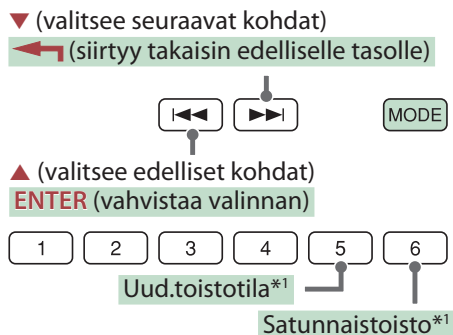 ▼ (valitsee seuraavat kohdat)
(siirtyy takaisin edelliselle tasolle)
MODE
▲ (valitsee edelliset kohdat)
ENTER (vahvistaa valinnan)
1 2 3 4 5 6
Uud.toistotila*1
Satunnaistoisto*1